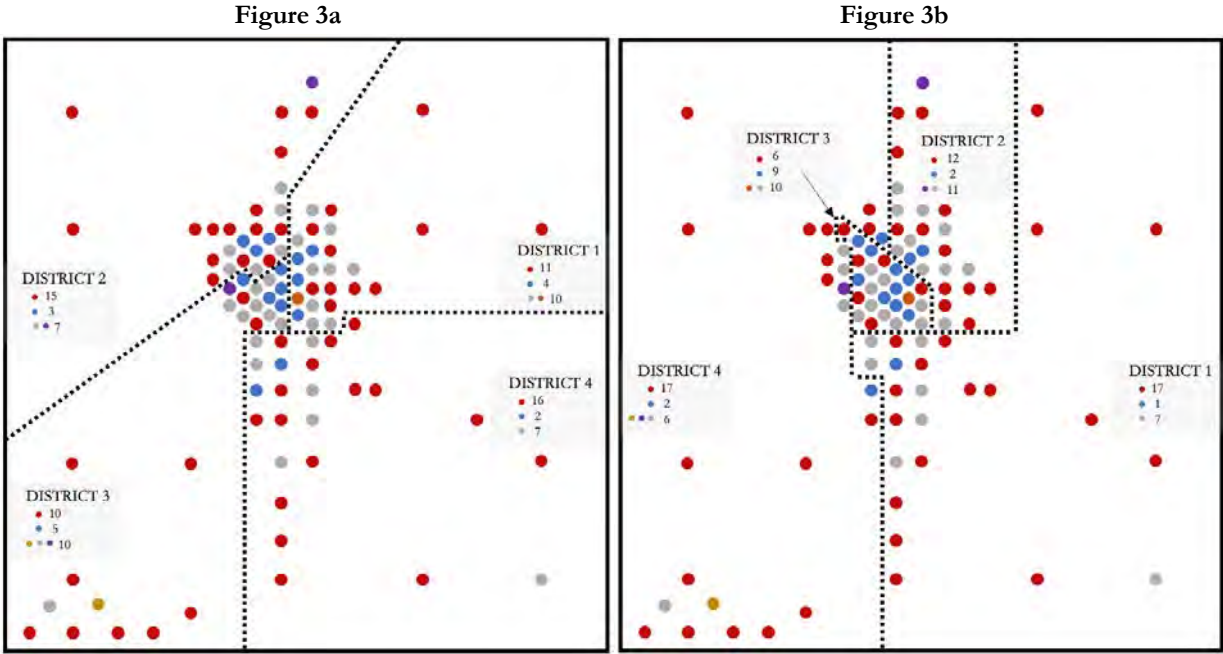 Figure 3a
DISTRICT 2
15
3
7
DISTRICT 1
11
4
10
DISTRICT 4
16
2
7
DISTRICT 3
10
5
10
Figure 3b
DISTRICT 3
6
9
10
DISTRICT 2
12
2
11
DISTRICT 4
17
2
6
DISTRICT 1
17
1
7